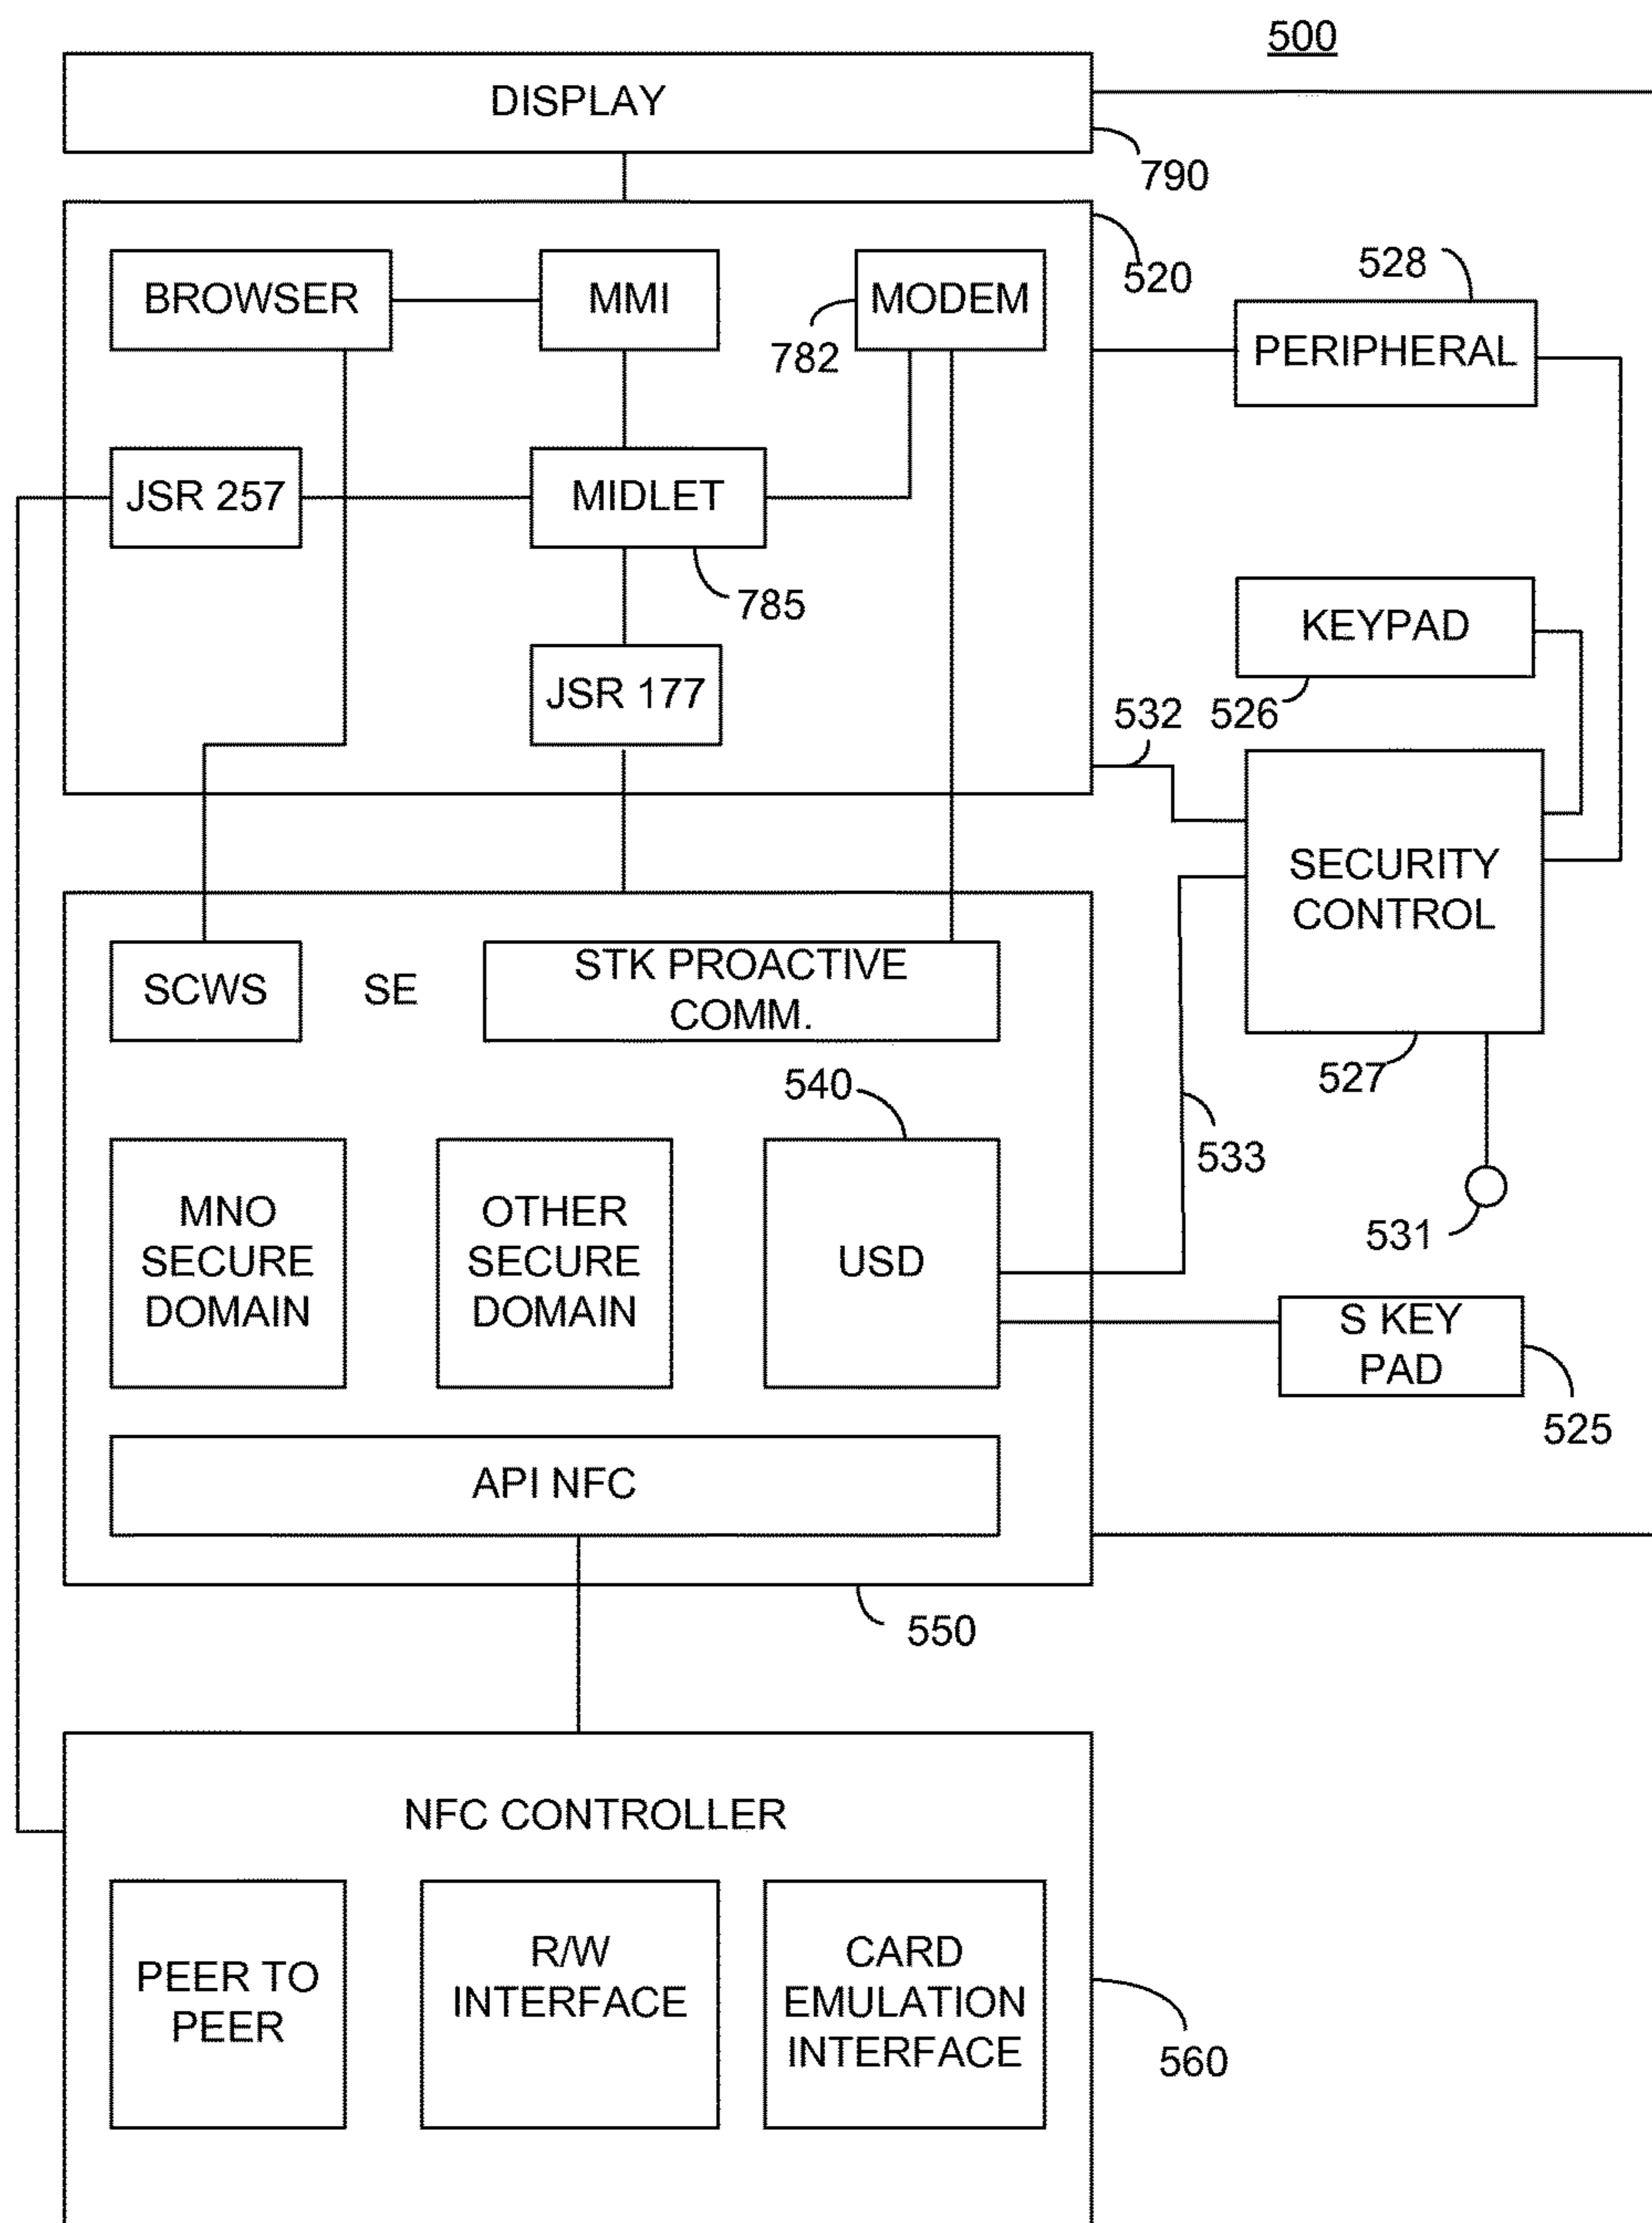 500
DISPLAY
790
520
BROWSER
MMI
MODEM
782
528
PERIPHERAL
JSR 257
MIDLET
785
KEYPAD
526
JSR 177
532
SECURITY
CONTROL
527
SCWS
SE
STK PROACTIVE
COMM.
540
533
531
MNO
SECURE
DOMAIN
OTHER
SECURE
DOMAIN
USD
S KEY
PAD
525
API NFC
550
NFC CONTROLLER
PEER TO
PEER
R/W
INTERFACE
CARD
EMULATION
INTERFACE
560